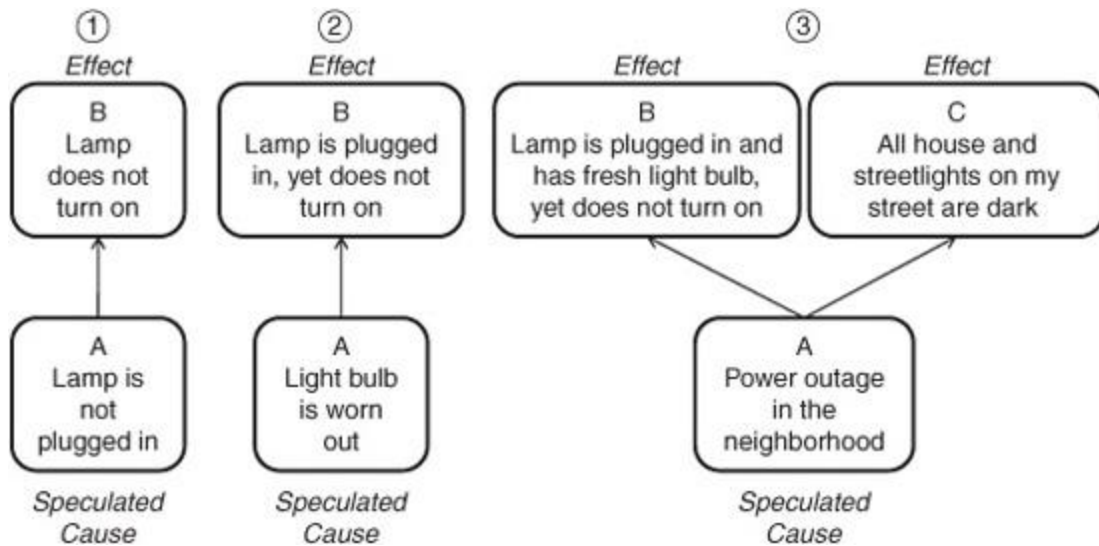 ①
Effect
B
Lamp
does not
turn on
A
Lamp is
not
plugged in
Speculated
Cause
②
Effect
B
Lamp is plugged
in, yet does not
turn on
A
Light bulb
is worn
out
Speculated
Cause
③
Effect
B
Lamp is plugged in and
has fresh light bulb,
yet does not turn on
Effect
C
All house and
streetlights on my
street are dark
A
Power outage
in the
neighborhood
Speculated
Cause